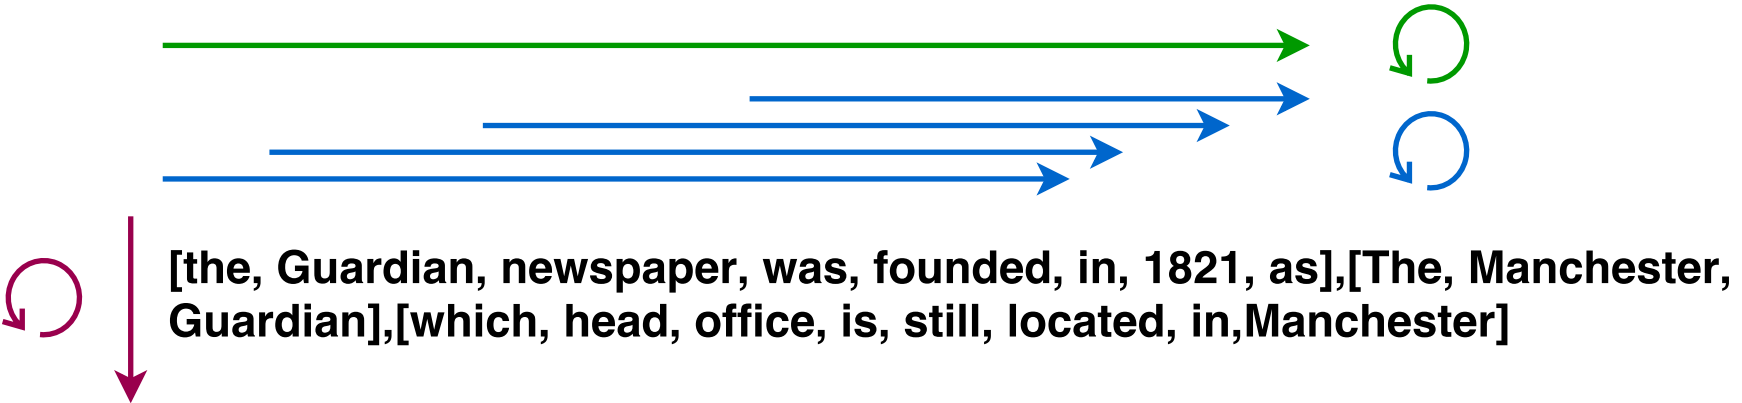 [the, Guardian, newspaper, was, founded, in, 1821, as],[The, Manchester,
Guardian],[which, head, office, is, still, located, in,Manchester]